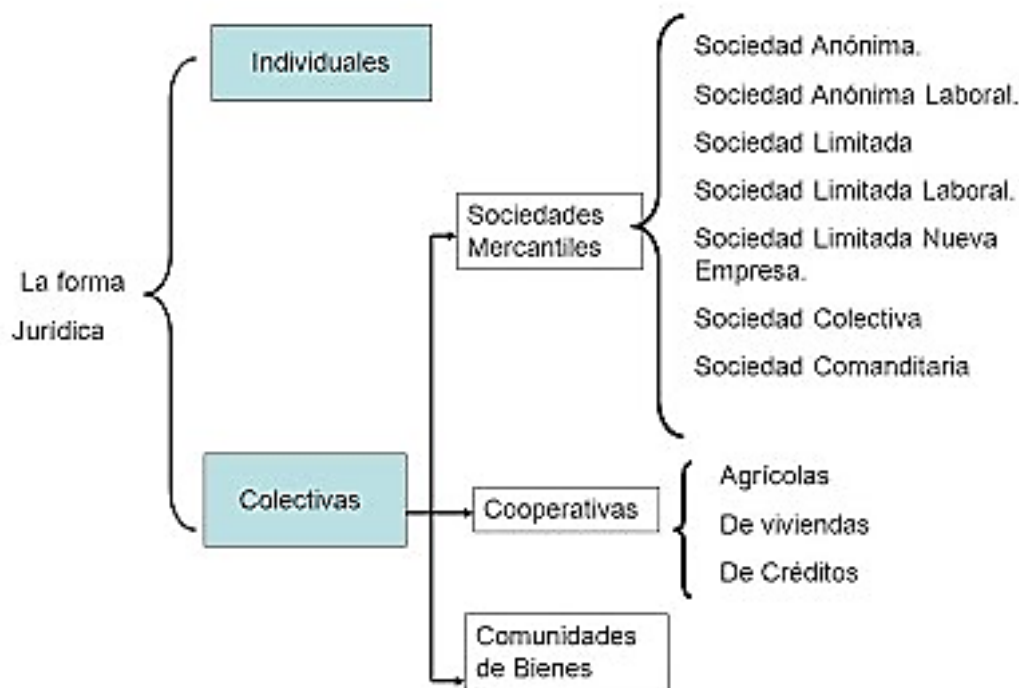 La forma
Jurídica
Individuales
Colectivas
Sociedades
Mercantiles
Sociedad Anónima.
Sociedad Anónima Laboral.
Sociedad Limitada
Sociedad Limitada Laboral.
Sociedad Limitada Nueva
Empresa.
Sociedad Colectiva
Sociedad Comanditaria
Cooperativas
Agrícolas
De viviendas
De Créditos
Comunidades
de Bienes